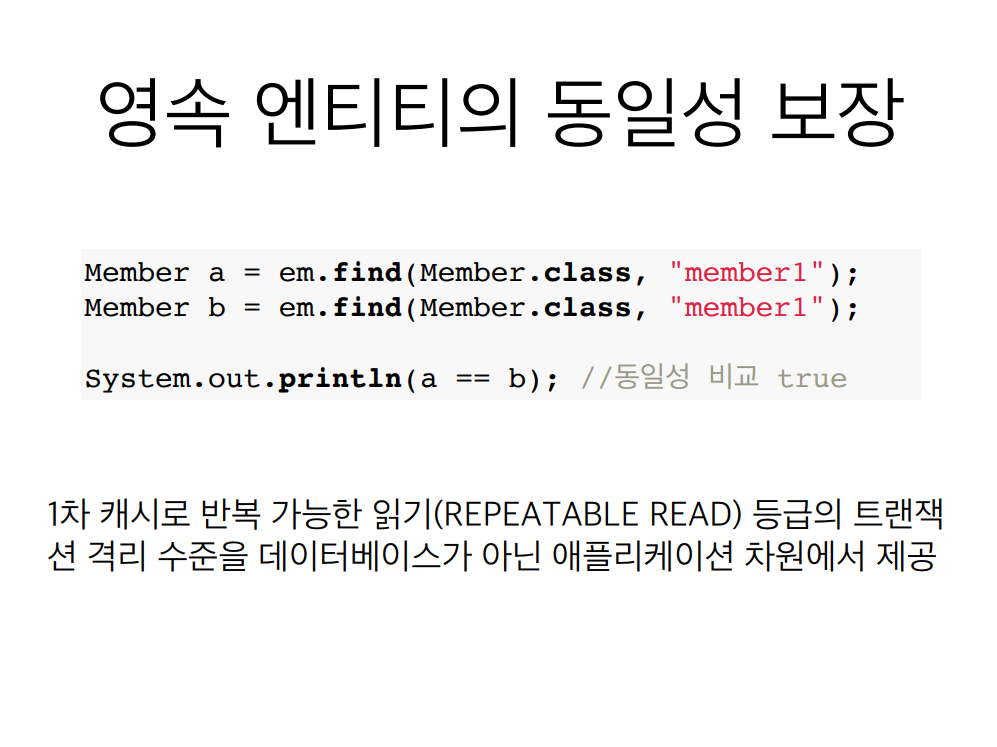 영속 엔티티의 동일성 보장
Member a = em.find(Member.class, "member1");
Member b = em.find(Member.class, "member1");
System.out.println(a == b); //동일성 비교 true
1차 캐시로 반복 가능한 읽기(REPEATABLE READ) 등급의 트랜잭
션 격리 수준을 데이터베이스가 아닌 애플리케이션 차원에서 제공